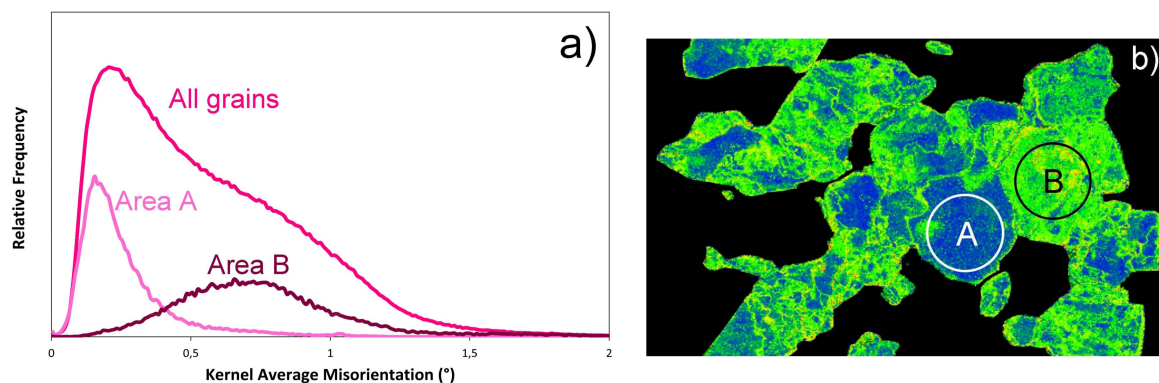 a)
All grains
Area A
Area B
Relative Frequency
0
0,5
1
1,5
2
Kernel Average Misorientation (°)
b)
B
A